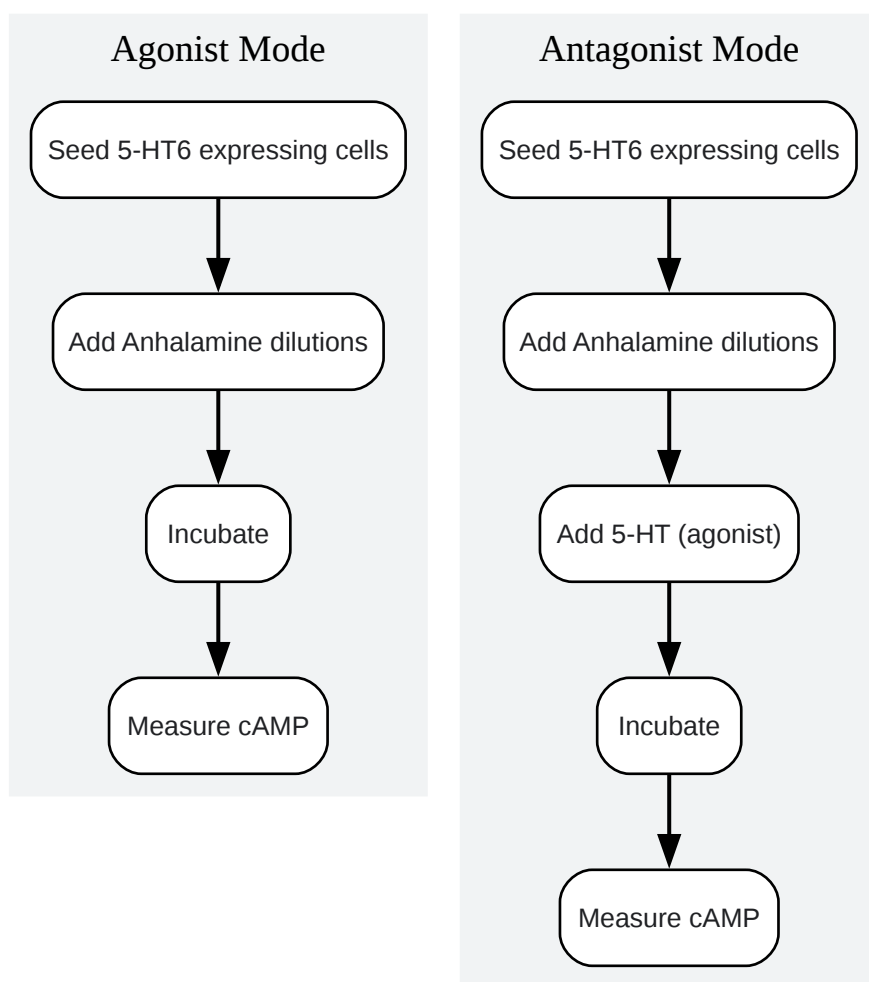 Agonist Mode
Seed 5-HT6 expressing cells
Add Anhalamine dilutions
Incubate
Measure cAMP
Antagonist Mode
Seed 5-HT6 expressing cells
Add Anhalamine dilutions
Add 5-HT (agonist)
Incubate
Measure cAMP